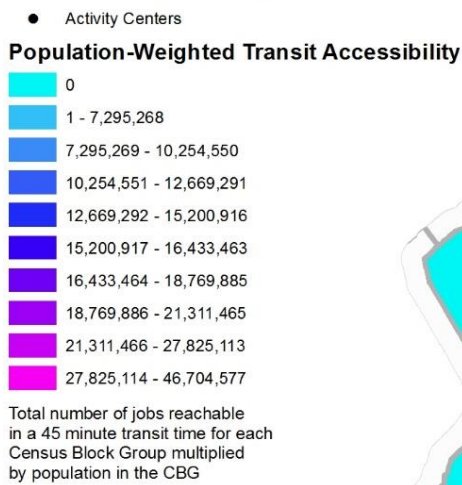 Activity Centers
Population-Weighted Transit Accessibility
0
1 - 7,295,268
7,295,269 - 10,254,550
10,254,551 - 12,669,291
12,669,292 - 15,200,916
15,200,917 - 16,433,463
16,433,464 - 18,769,885
18,769,886 - 21,311,465
21,311,466 - 27,825,113
27,825,114 - 46,704,577
Total number of jobs reachable
in a 45 minute transit time for each
Census Block Group multiplied
by population in the CBG